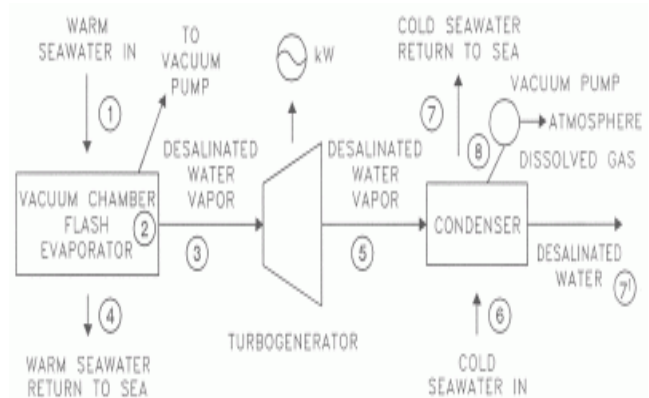 WARM
SEAWATER IN
TO
VACUUM
PUMP
kW
COLD SEAWATER
RETURN TO SEA
VACUUM PUMP
ATMOSPHERE
DISSOLVED GAS
1
7
8
DESALINATED
WATER
VAPOR
DESALINATED
WATER
VAPOR
VACUUM CHAMBER
FLASH
EVAPORATOR
2
3
5
CONDENSER
DESALINATED
WATER
7'
4
6
TURBOGENERATOR
WARM SEAWATER
RETURN TO SEA
COLD
SEAWATER IN